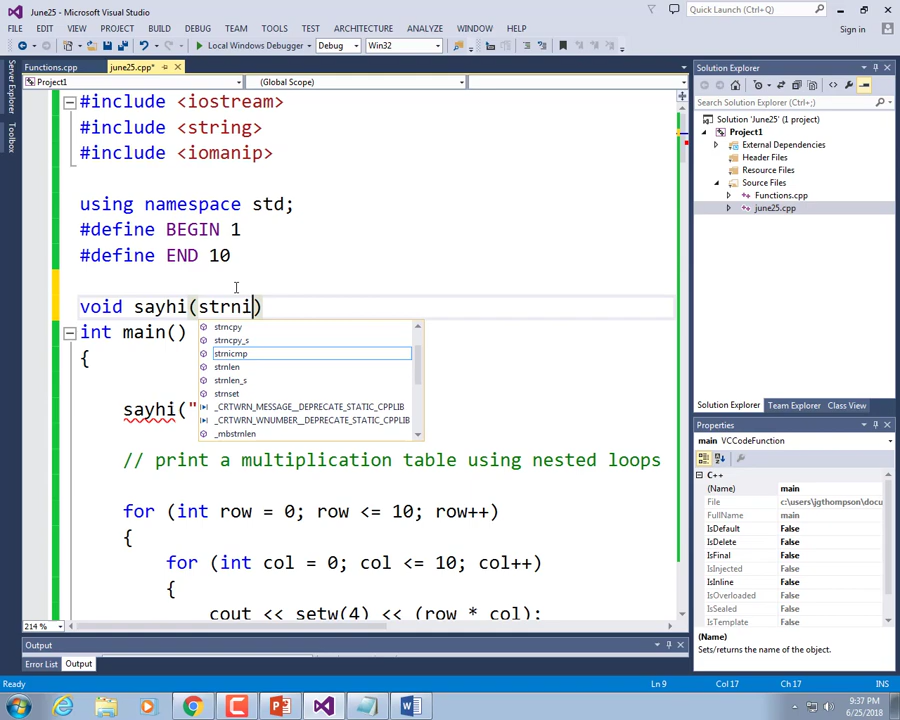 June25 - Microsoft Visual Studio
Quick Launch (Ctrl+Q)
FILE EDIT VIEW PROJECT BUILD DEBUG TEAM TOOLS TEST ARCHITECTURE ANALYZE WINDOW HELP
Sign in
Local Windows Debugger Debug Win32
Server Explorer
Toolbox
Functions.cpp june25.cpp*
Project1 (Global Scope)
#include <iostream>
#include <string>
#include <iomanip>
using namespace std;
#define BEGIN 1
#define END 10
void sayhi(strni)
int main()
{
strncpy
strncpy_s
strnicmp
strnlen
strnlen_s
strnset
_CRTWRN_MESSAGE__DEPRECATE_STATIC_CPPLIB
_CRTWRN_WNUMBER__DEPRECATE_STATIC_CPPLIB
_mbstrnlen
sayhi("
// print a multiplication table using nested loops
for (int row = 0; row <= 10; row++)
{
for (int col = 0; col <= 10; col++)
{
cout << setw(4) << (row * col);
214 %
Output
Error List Output
Solution Explorer
Search Solution Explorer (Ctrl+;)
Solution 'June25' (1 project)
Project1
External Dependencies
Header Files
Resource Files
Source Files
Functions.cpp
june25.cpp
Solution Explorer Team Explorer Class View
Properties
main VCCodeFunction
C++
(Name) main
File c:\users\jgthompson\docu
FullName main
IsDefault False
IsDelete False
IsFinal False
IsInjected False
IsInline False
IsOverloaded False
IsSealed False
IsTemplate False
(Name)
Sets/returns the name of the object.
Ready Ln 9 Col 17 Ch 17 INS
9:37 PM
6/25/2018